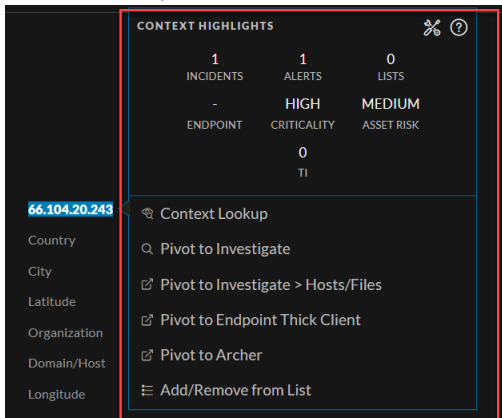 CONTEXT HIGHLIGHTS
1 1 0
INCIDENTS ALERTS LISTS
- HIGH MEDIUM
ENDPOINT CRITICALITY ASSET RISK
0
TI
66.104.20.243
Country
City
Latitude
Organization
Domain/Host
Longitude
Context Lookup
Pivot to Investigate
Pivot to Investigate > Hosts/Files
Pivot to Endpoint Thick Client
Pivot to Archer
Add/Remove from List